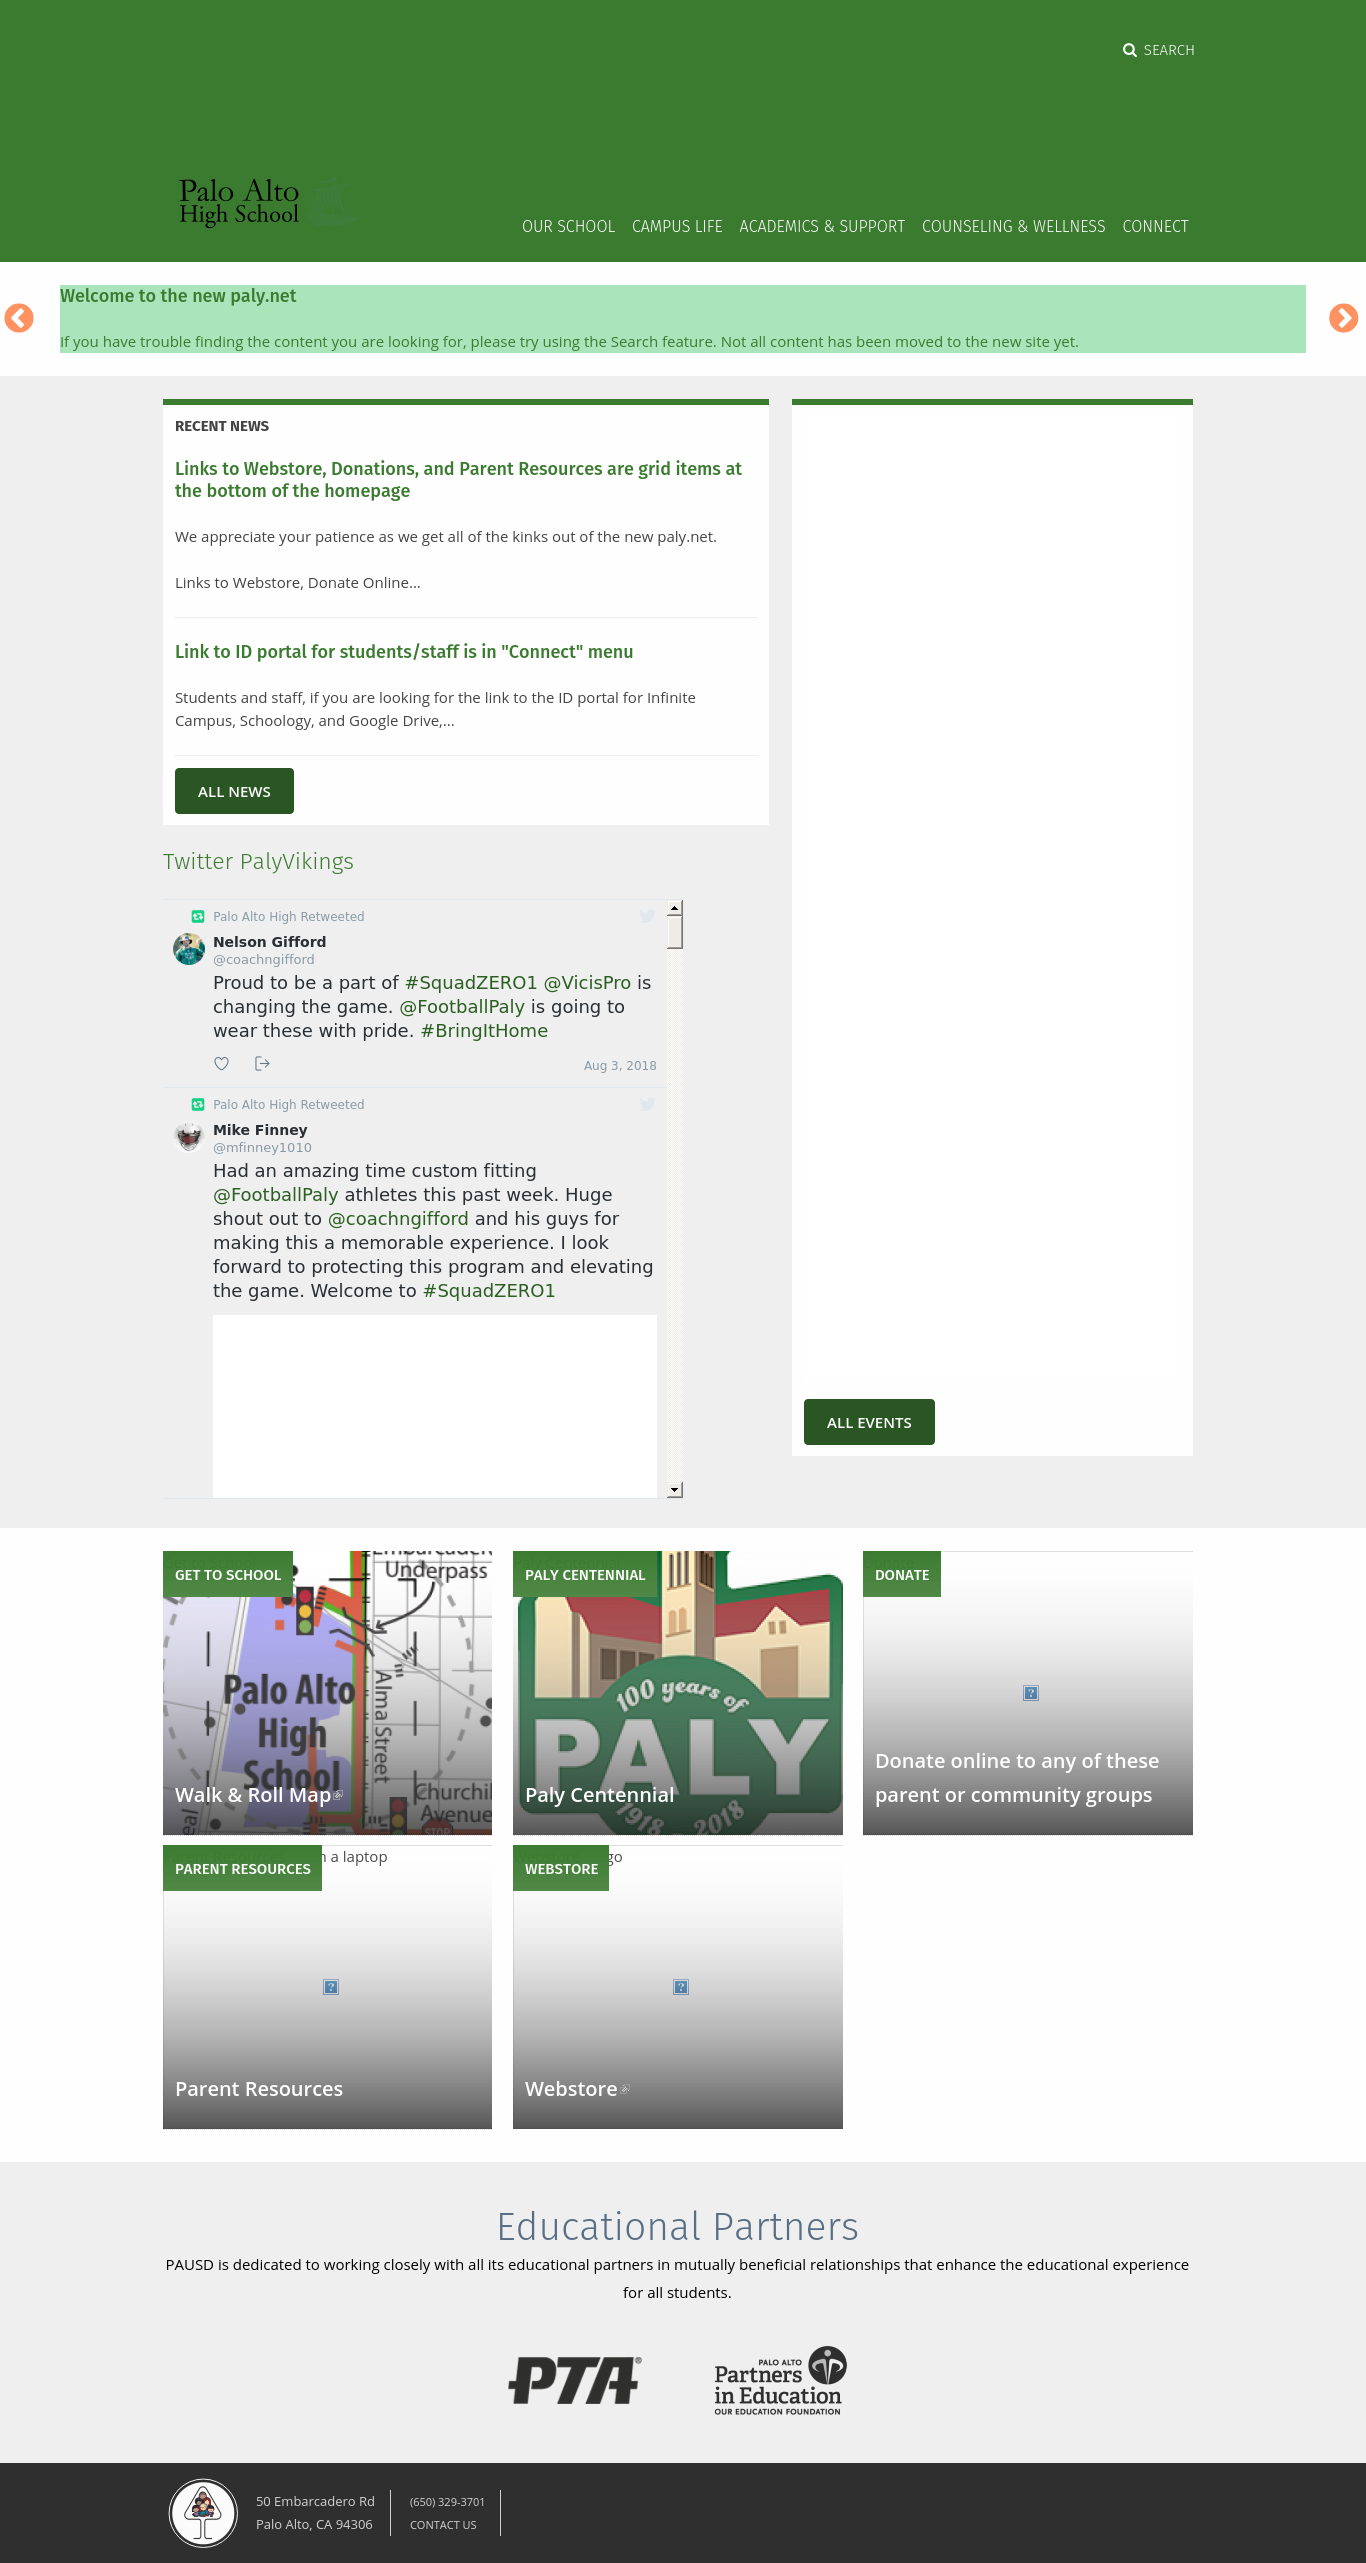 SEARCH
Palo Alto
High School
OUR SCHOOL CAMPUS LIFE ACADEMICS & SUPPORT COUNSELING & WELLNESS CONNECT
Welcome to the new paly.net
If you have trouble finding the content you are looking for, please try using the Search feature. Not all content has been moved to the new site yet.
RECENT NEWS
Links to Webstore, Donations, and Parent Resources are grid items at
the bottom of the homepage
We appreciate your patience as we get all of the kinks out of the new paly.net.
Links to Webstore, Donate Online...
Link to ID portal for students/staff is in "Connect" menu
Students and staff, if you are looking for the link to the ID portal for Infinite
Campus, Schoology, and Google Drive,...
ALL NEWS
Twitter PalyVikings
Palo Alto High Retweeted
Nelson Gifford
@coachngifford
Proud to be a part of #SquadZERO1 @VicisPro is
changing the game. @FootballPaly is going to
wear these with pride. #BringItHome
Aug 3, 2018
Palo Alto High Retweeted
Mike Finney
@mfinney1010
Had an amazing time custom fitting
@FootballPaly athletes this past week. Huge
shout out to @coachngifford and his guys for
making this a memorable experience. I look
forward to protecting this program and elevating
the game. Welcome to #SquadZERO1
ALL EVENTS
GET TO SCHOOL
Underpass
Palo Alto
High
School
Alma Street
Avenue
STOP
Walk & Roll Map
PALY CENTENNIAL
100 years of
PALY
1918 - 2018
Paly Centennial
DONATE
Donate online to any of these
parent or community groups
PARENT RESOURCES
a laptop
Parent Resources
WEBSTORE
Webstore
Educational Partners
PAUSD is dedicated to working closely with all its educational partners in mutually beneficial relationships that enhance the educational experience
for all students.
PTA®
PALO ALTO
Partners
in Education
OUR EDUCATION FOUNDATION
50 Embarcadero Rd
Palo Alto, CA 94306
(650) 329-3701
CONTACT US